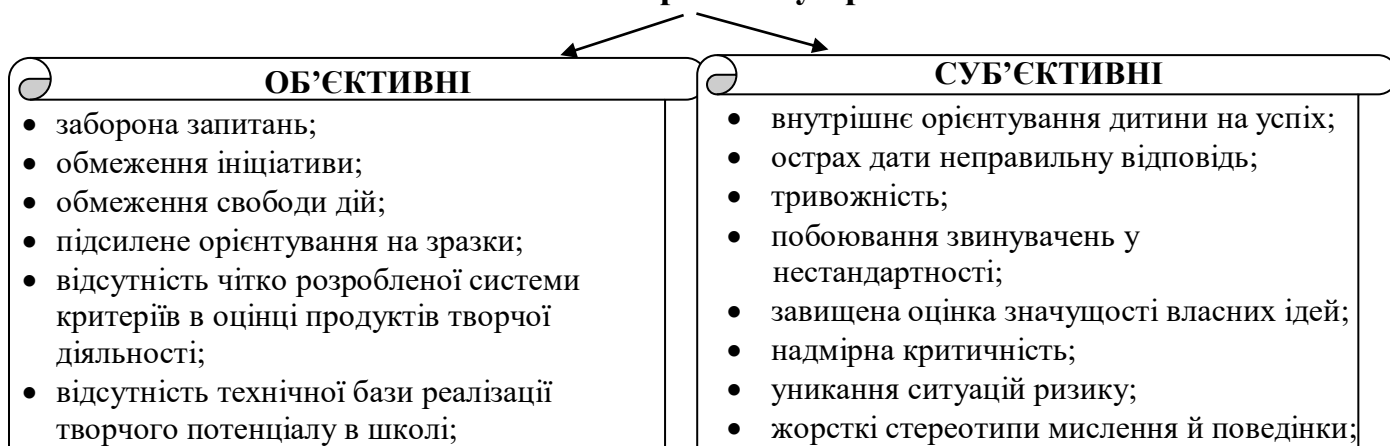 ОБ’ЄКТИВНІ
• заборона запитань;
• обмеження ініціативи;
• обмеження свободи дій;
• підсилене орієнтування на зразки;
• відсутність чітко розробленої системи
критеріїв в оцінці продуктів творчої
діяльності;
• відсутність технічної бази реалізації
творчого потенціалу в школі;
СУБ’ЄКТИВНІ
• внутрішнє орієнтування дитини на успіх;
• острах дати неправильну відповідь;
• тривожність;
• побоювання звинувачень у
нестандартності;
• завищена оцінка значущості власних ідей;
• надмірна критичність;
• уникання ситуацій ризику;
• жорсткі стереотипи мислення й поведінки;